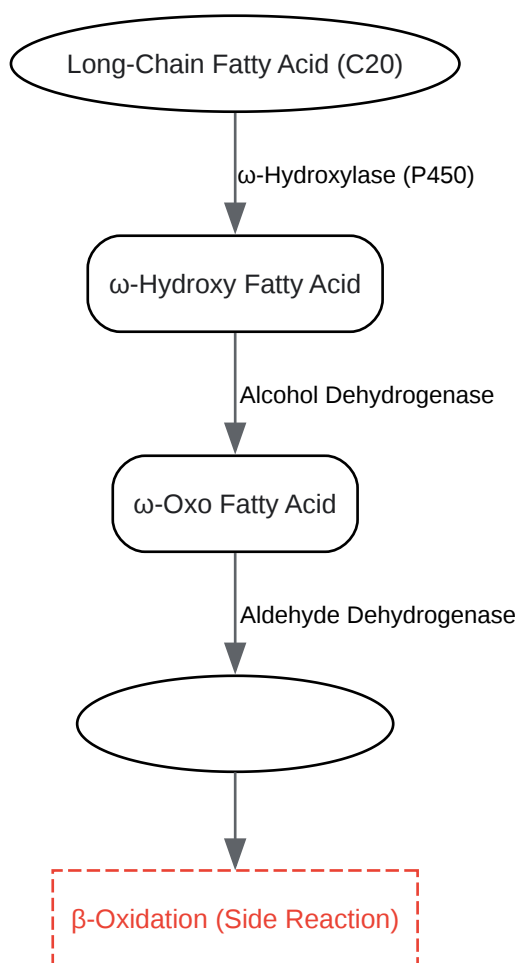 Long-Chain Fatty Acid (C20)
ω-Hydroxylase (P450)
ω-Hydroxy Fatty Acid
Alcohol Dehydrogenase
ω-Oxo Fatty Acid
Aldehyde Dehydrogenase
β-Oxidation (Side Reaction)